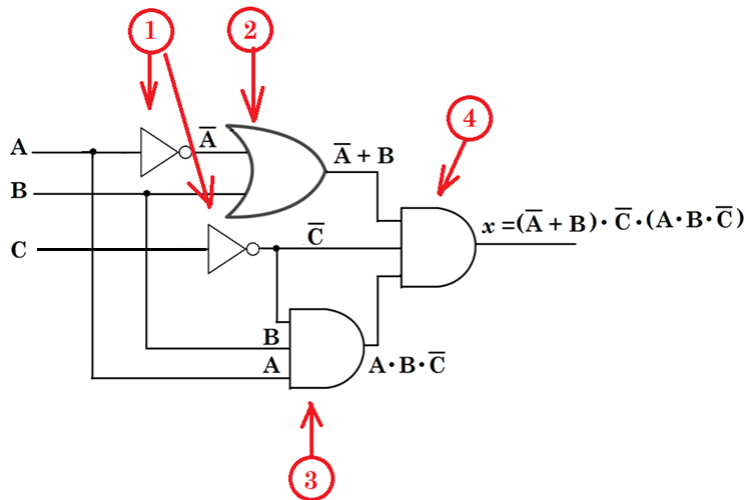 1
2
4
A
A̅
A̅ + B
B
x = (A̅ + B) · C̅ · (A · B · C̅)
C
C̅
B
A
A · B · C̅
3